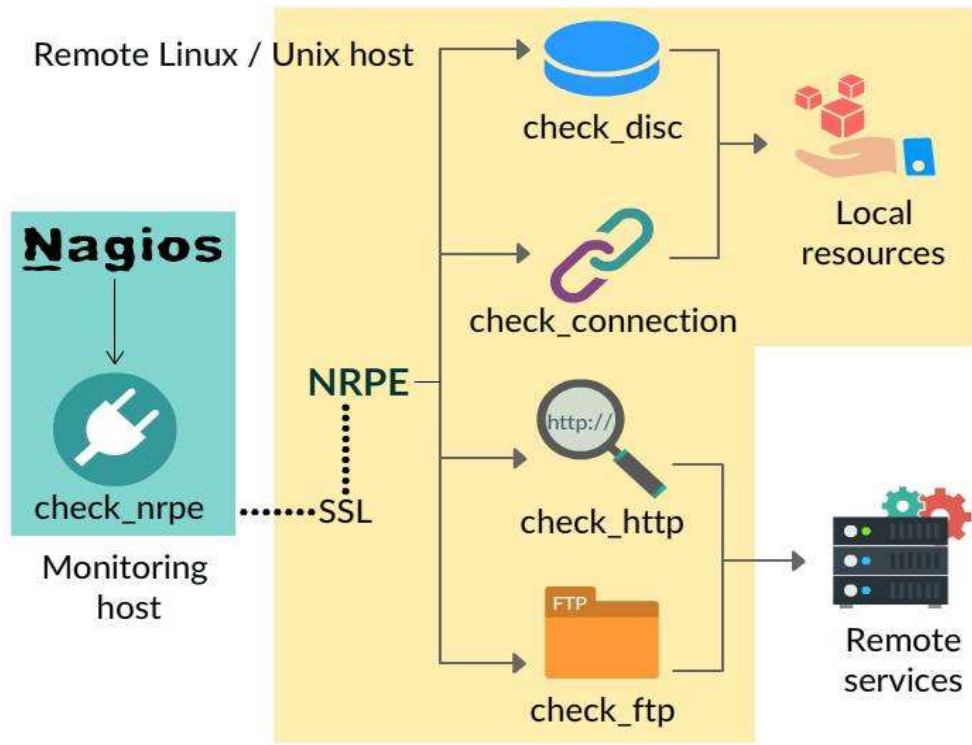 Remote Linux / Unix host
check_disc
Local
resources
Nagios
check_connection
NRPE
http://
check_nrpe
SSL
check_http
Monitoring
host
FTP
check_ftp
Remote
services